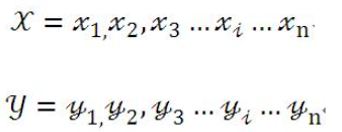 𝒳 = x₁,x₂,x₃ ...xᵢ ... xₙ.
𝒴 = 𝓎₁,𝓎₂,𝓎₃ ... 𝓎ᵢ ... 𝓎ₙ.